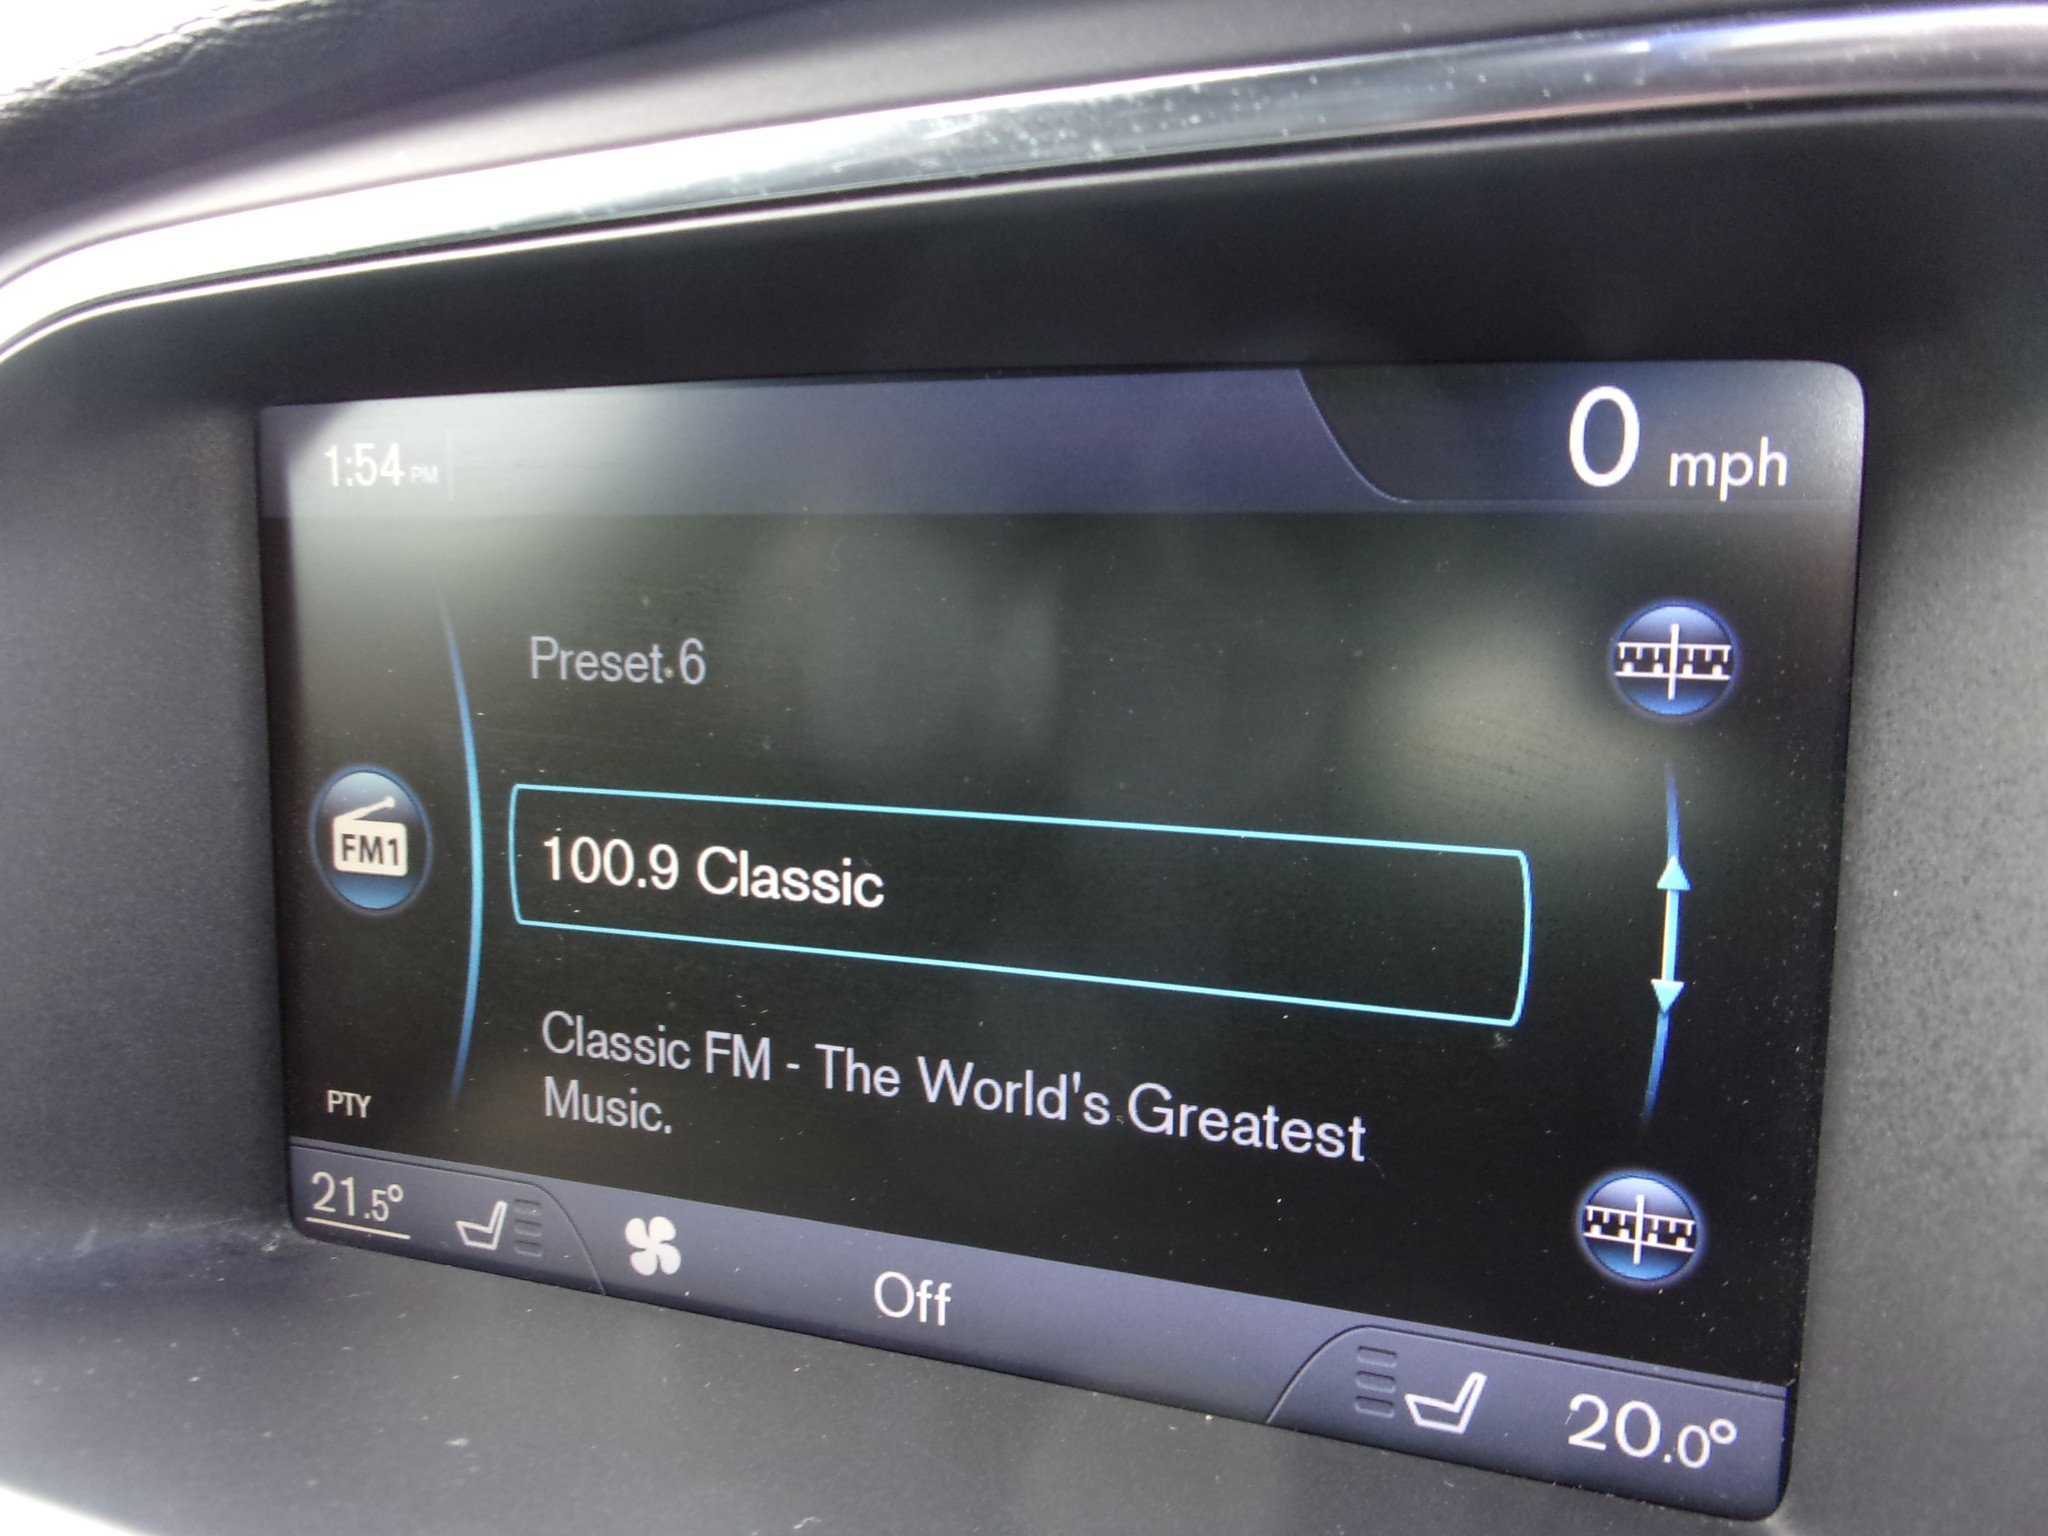 1:54 PM
0 mph
Preset 6
FM1
100.9 Classic
Classic FM - The World's Greatest
Music.
PTY
21.5°
Off
20.0°